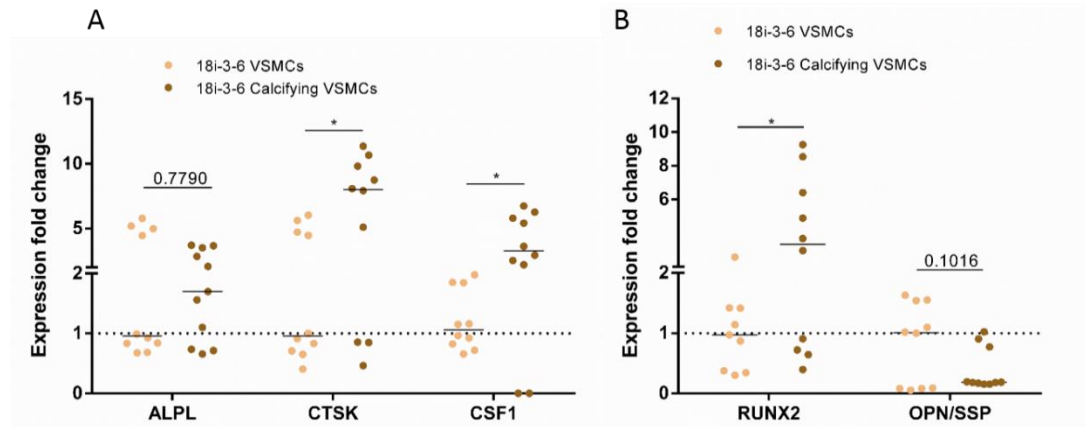 A
18i-3-6 VSMCs
18i-3-6 Calcifying VSMCs
Expression fold change
15
10
5
2
1
0
0.7790
*
*
ALPL
CTSK
CSF1
B
18i-3-6 VSMCs
18i-3-6 Calcifying VSMCs
Expression fold change
12
10
8
6
2
1
0
*
0.1016
RUNX2
OPN/SSP